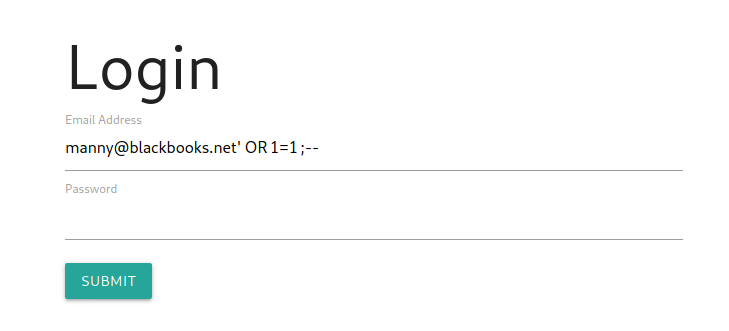 Login
Email Address
manny@blackbooks.net' OR 1=1 ;--
Password
SUBMIT